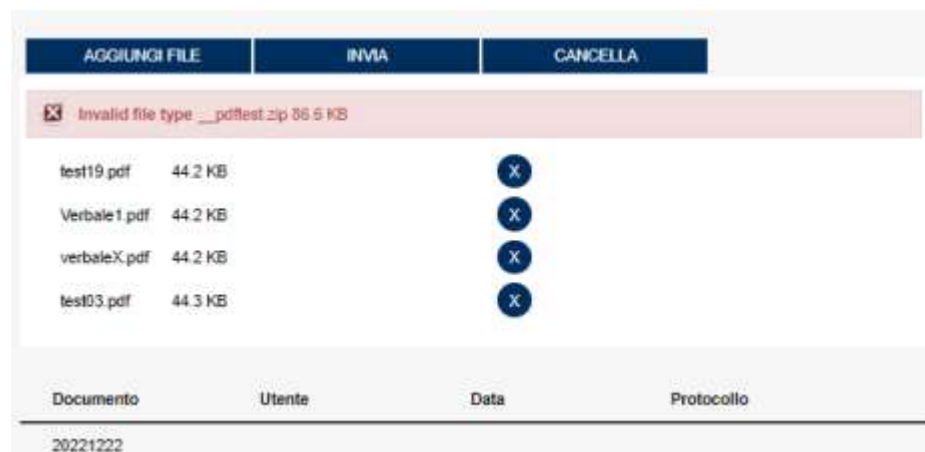 AGGIUNGI FILE INVIA CANCELLA
Invalid file type __pdftest.zip 86.6 KB
test19.pdf 44.2 KB X
Verbale1.pdf 44.2 KB X
verbaleX.pdf 44.2 KB X
test03.pdf 44.3 KB X
Documento Utente Data Protocollo
20221222